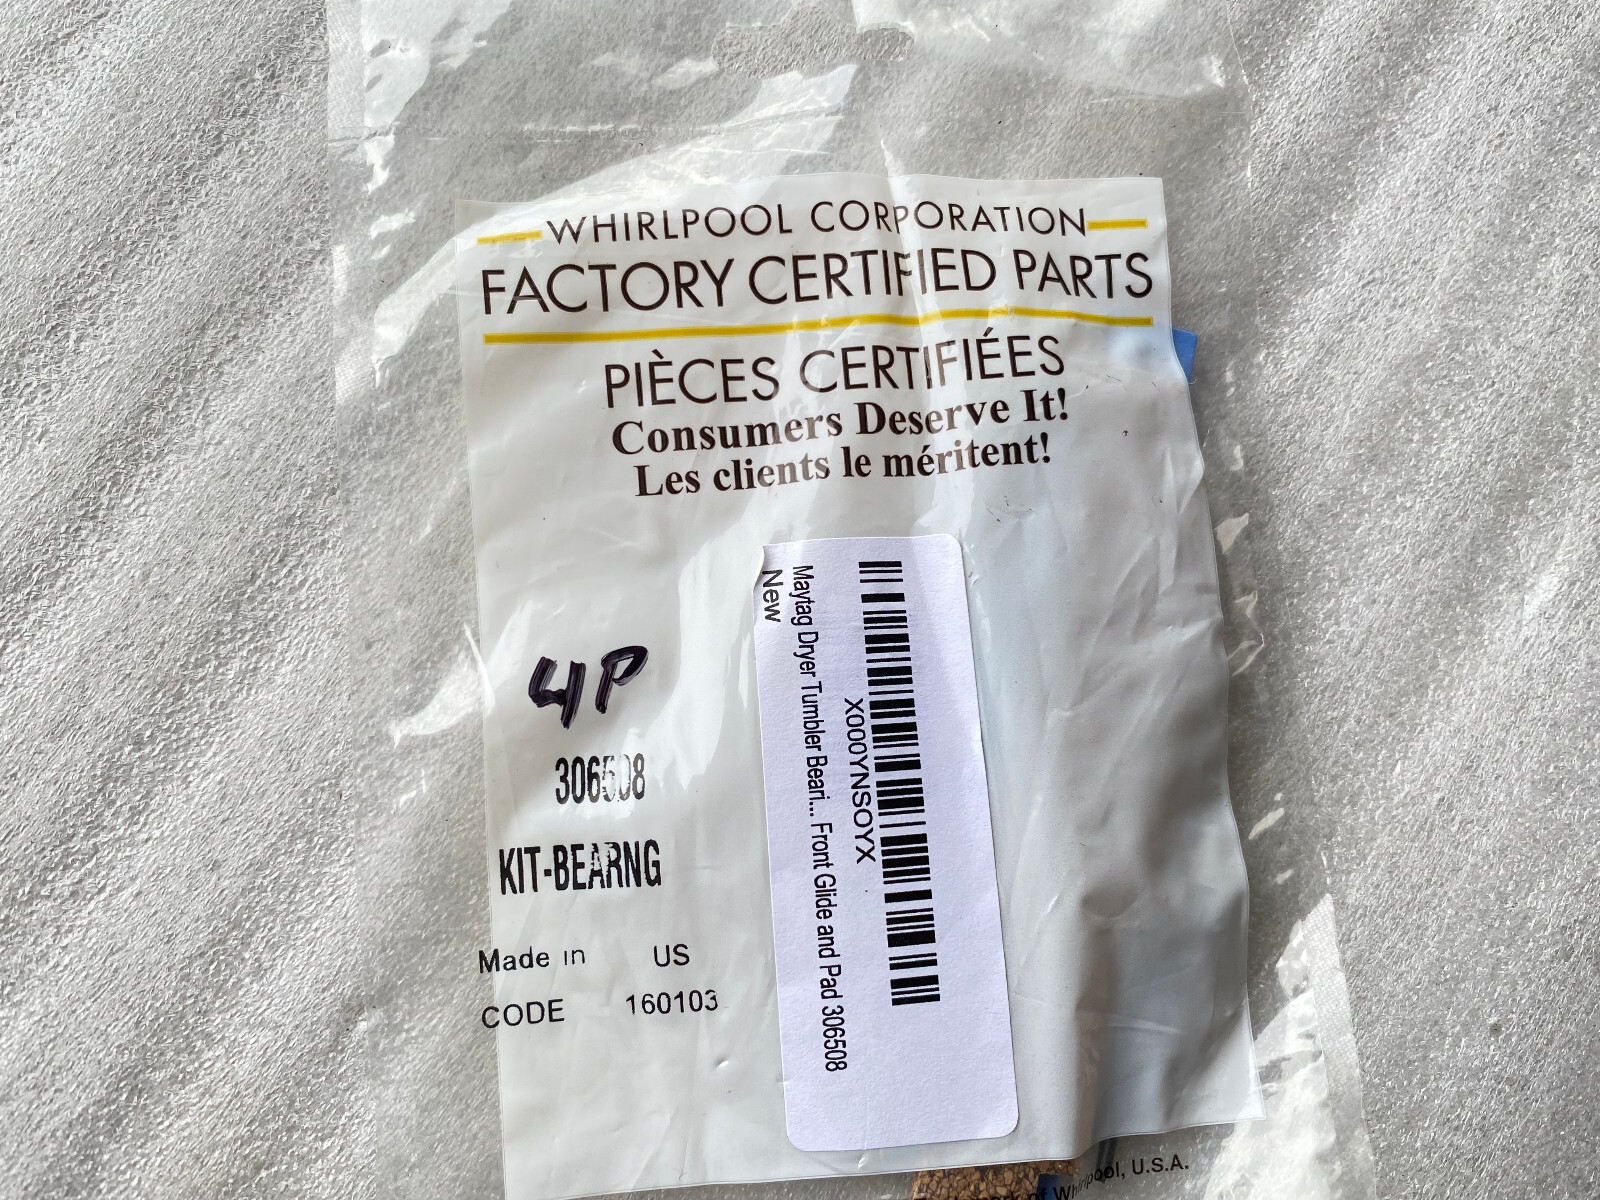 WHIRLPOOL CORPORATION
FACTORY CERTIFIED PARTS
PIÈCES CERTIFIÉES
Consumers Deserve It!
Les clients le méritent!
4P
306508
KIT-BEARNG
Made in US
CODE 160103
X000YNSOYX
Maytag Dryer Tumbler Beari... Front Glide and Pad 306508
New
of Whirlpool, U.S.A.